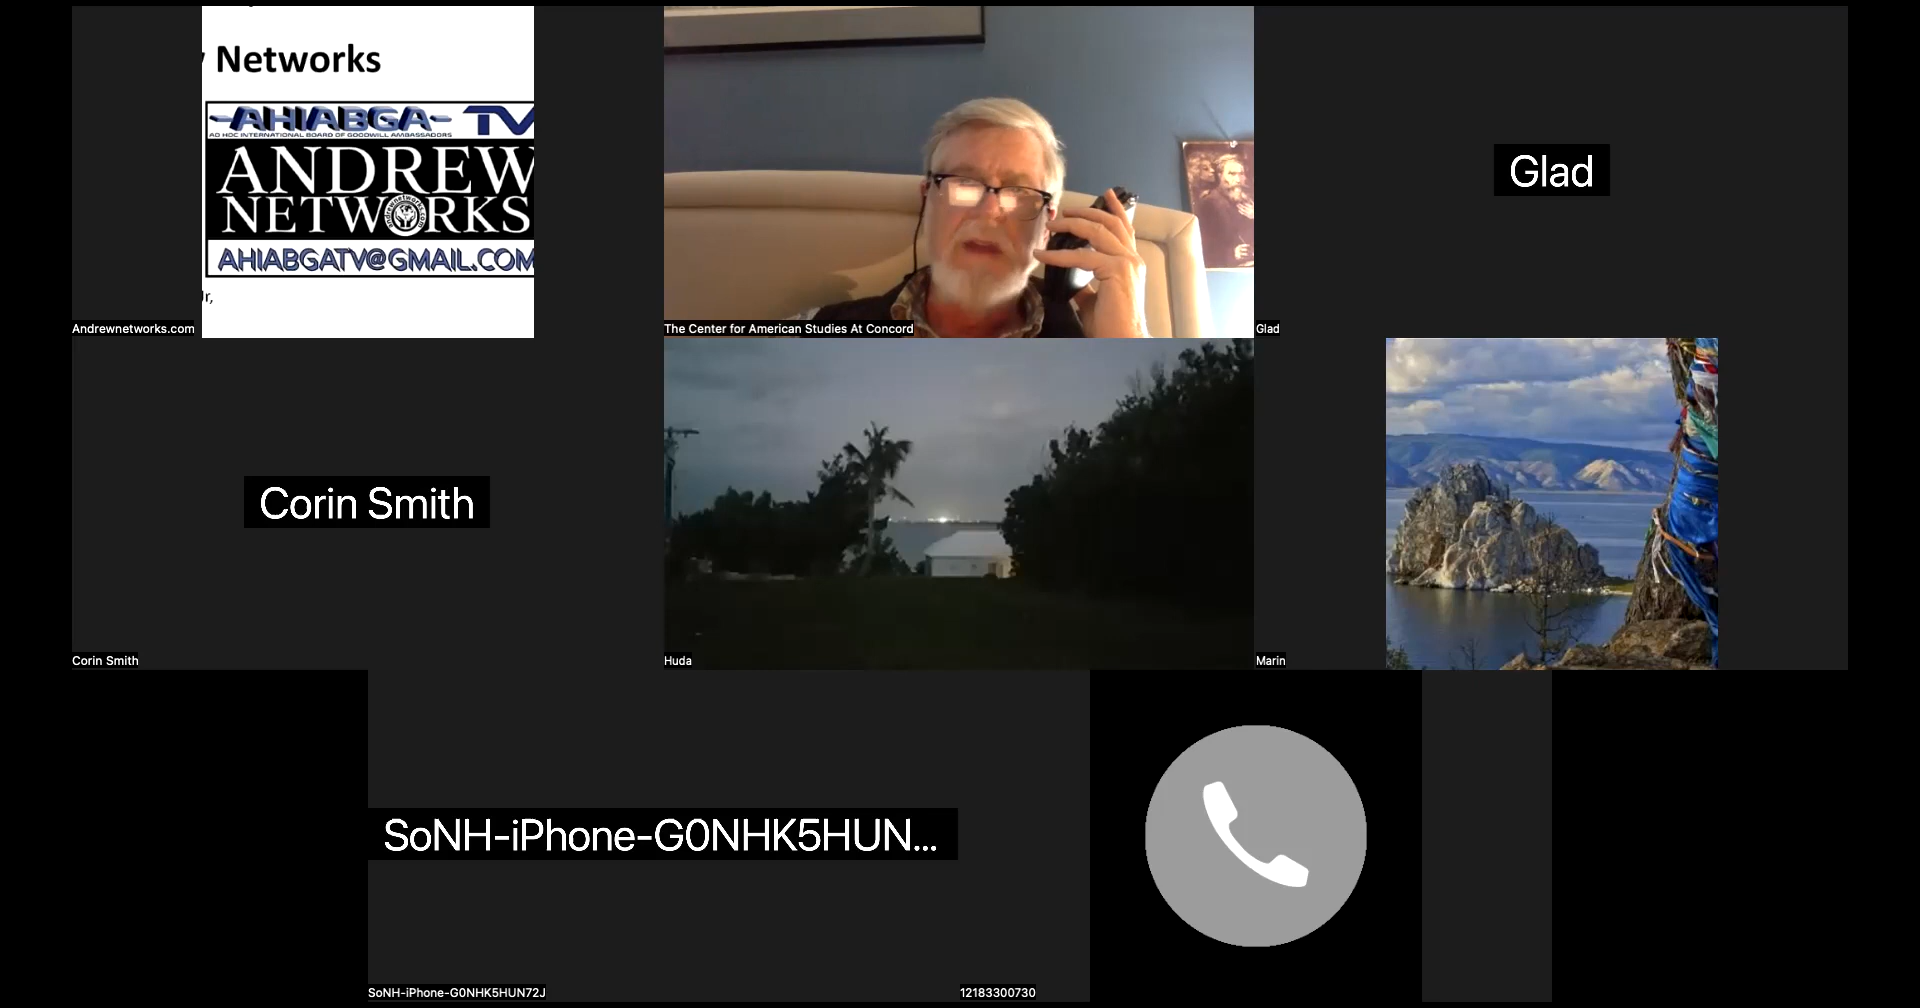 Networks
-AHIABGA- TV
AD HOC INTERNATIONAL BOARD OF GOODWILL AMBASSADORS
ANDREW
NETWORKS
AHIABGATV@GMAIL.COM
Jr,
Andrewnetworks.com
The Center for American Studies At Concord
Glad
Glad
Corin Smith
Corin Smith
Huda
Marin
SoNH-iPhone-G0NHK5HUN...
SoNH-iPhone-G0NHK5HUN72J
12183300730